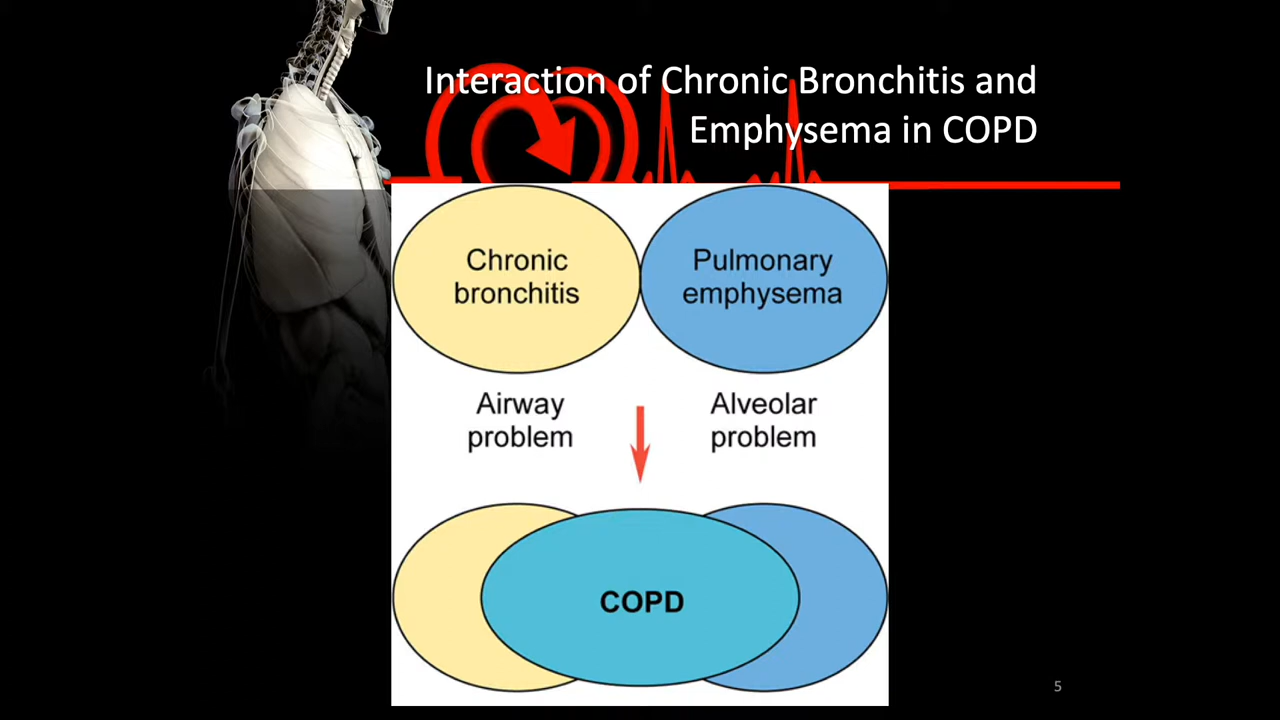 Interaction of Chronic Bronchitis and
Emphysema in COPD
Chronic
bronchitis
Pulmonary
emphysema
Airway
problem
Alveolar
problem
COPD
5